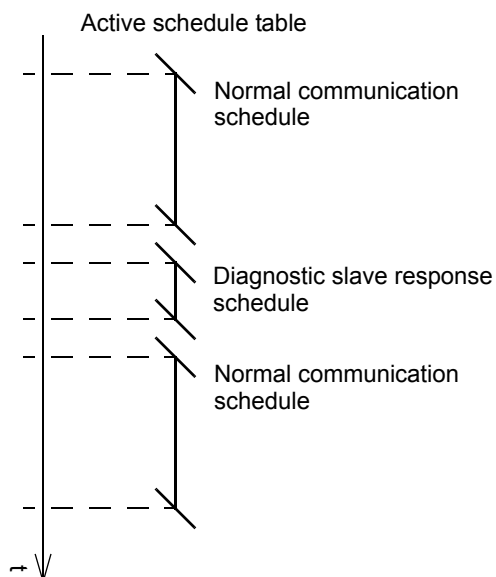 Active schedule table
Normal communication
schedule
Diagnostic slave response
schedule
Normal communication
schedule
t